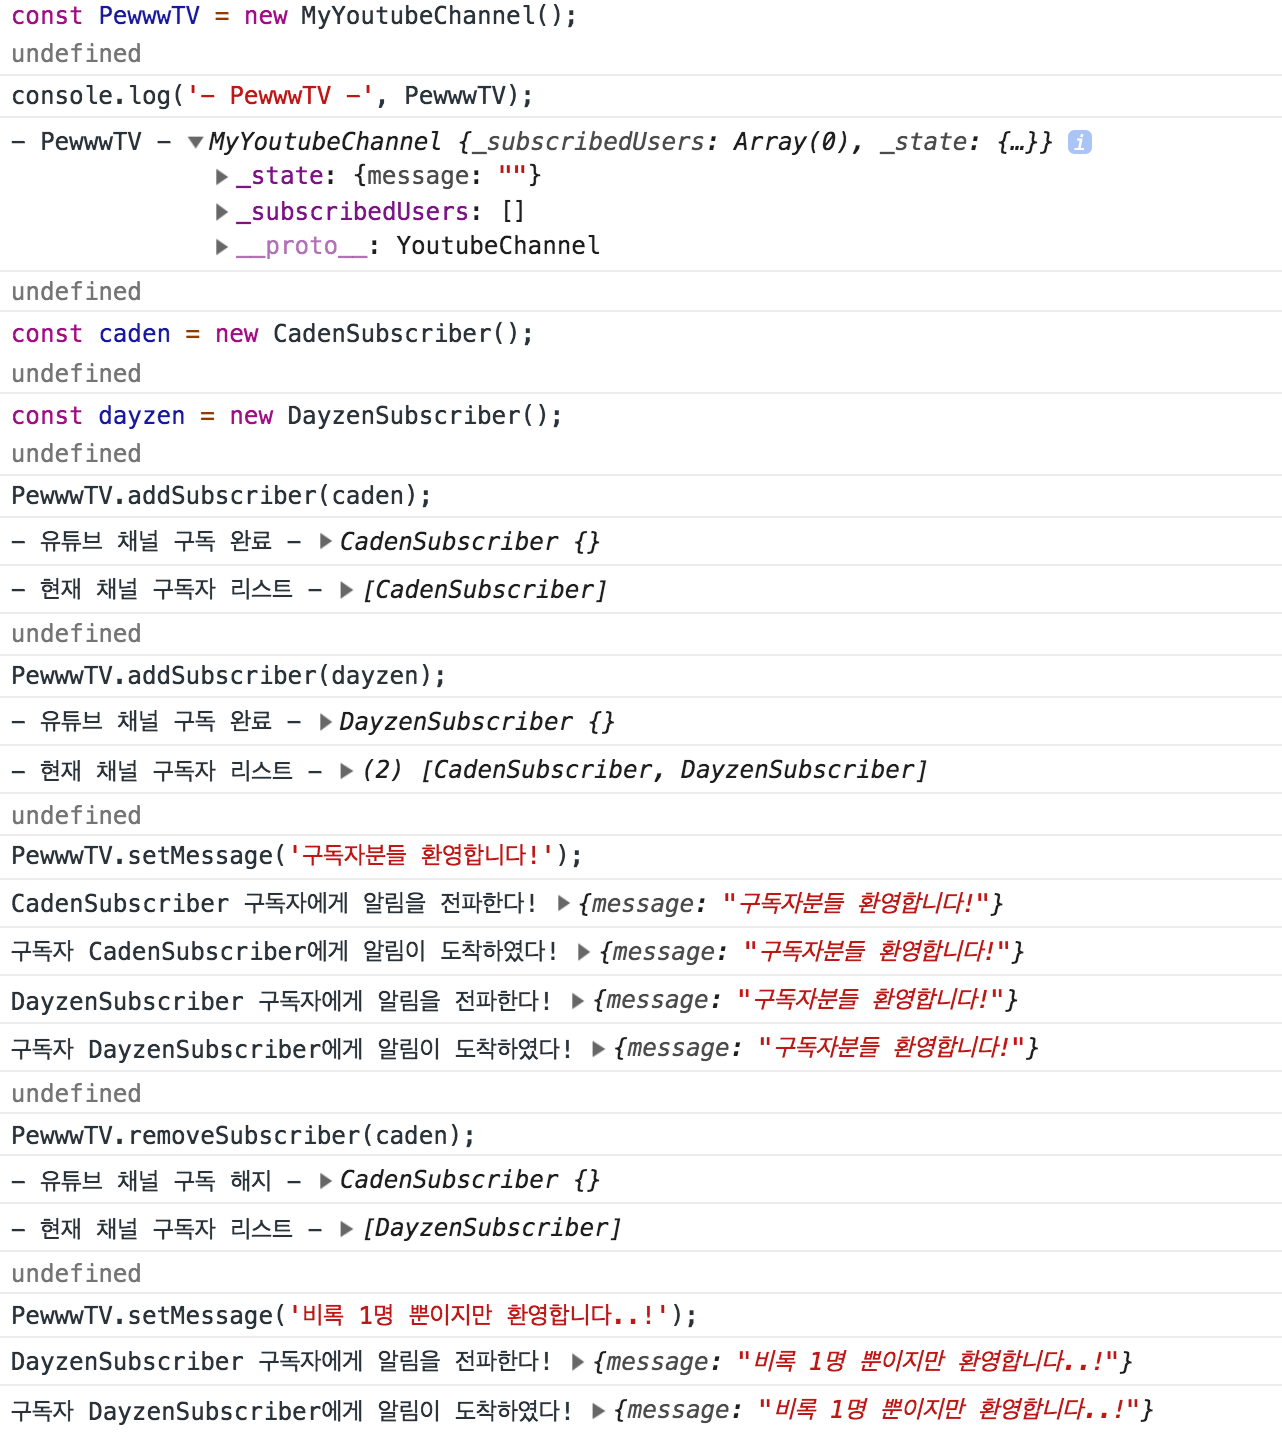 const PewwwTV = new MyYoutubeChannel();
undefined
console.log('– PewwwTV –', PewwwTV);
– PewwwTV – ▼MyYoutubeChannel {_subscribedUsers: Array(0), _state: {…}} i
▶_state: {message: ""}
▶_subscribedUsers: []
▶__proto__: YoutubeChannel
undefined
const caden = new CadenSubscriber();
undefined
const dayzen = new DayzenSubscriber();
undefined
PewwwTV.addSubscriber(caden);
– 유튜브 채널 구독 완료 – ▶CadenSubscriber {}
– 현재 채널 구독자 리스트 – ▶[CadenSubscriber]
undefined
PewwwTV.addSubscriber(dayzen);
– 유튜브 채널 구독 완료 – ▶DayzenSubscriber {}
– 현재 채널 구독자 리스트 – ▶(2) [CadenSubscriber, DayzenSubscriber]
undefined
PewwwTV.setMessage('구독자분들 환영합니다!');
CadenSubscriber 구독자에게 알림을 전파한다! ▶{message: "구독자분들 환영합니다!"}
구독자 CadenSubscriber에게 알림이 도착하였다! ▶{message: "구독자분들 환영합니다!"}
DayzenSubscriber 구독자에게 알림을 전파한다! ▶{message: "구독자분들 환영합니다!"}
구독자 DayzenSubscriber에게 알림이 도착하였다! ▶{message: "구독자분들 환영합니다!"}
undefined
PewwwTV.removeSubscriber(caden);
– 유튜브 채널 구독 해지 – ▶CadenSubscriber {}
– 현재 채널 구독자 리스트 – ▶[DayzenSubscriber]
undefined
PewwwTV.setMessage('비록 1명 뿐이지만 환영합니다..!');
DayzenSubscriber 구독자에게 알림을 전파한다! ▶{message: "비록 1명 뿐이지만 환영합니다..!"}
구독자 DayzenSubscriber에게 알림이 도착하였다! ▶{message: "비록 1명 뿐이지만 환영합니다..!"}